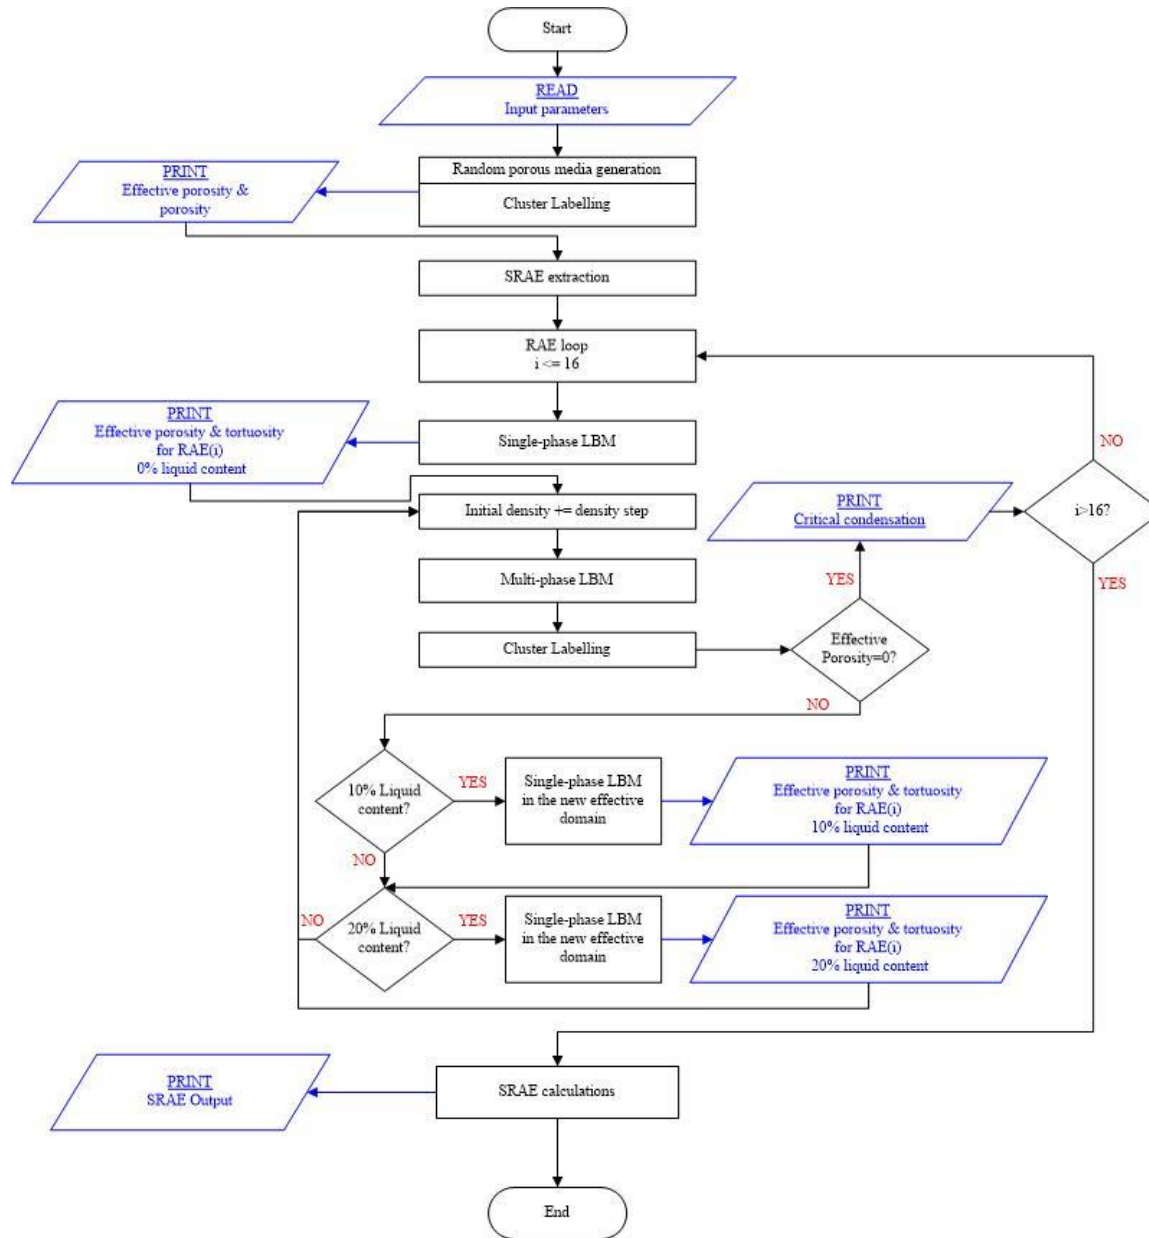 Start
READ
Input parameters
Random porous media generation
Cluster Labelling
PRINT
Effective porosity &
porosity
SRAE extraction
RAE loop
i <= 16
Single-phase LBM
PRINT
Effective porosity & tortuosity
for RAE(i)
0% liquid content
Initial density += density step
Multi-phase LBM
Cluster Labelling
Effective
Porosity=0?
YES
PRINT
Critical condensation
i>16?
NO
YES
NO
10% Liquid
content?
YES
Single-phase LBM
in the new effective
domain
PRINT
Effective porosity & tortuosity
for RAE(i)
10% liquid content
NO
20% Liquid
content?
NO
YES
Single-phase LBM
in the new effective
domain
PRINT
Effective porosity & tortuosity
for RAE(i)
20% liquid content
SRAE calculations
PRINT
SRAE Output
End